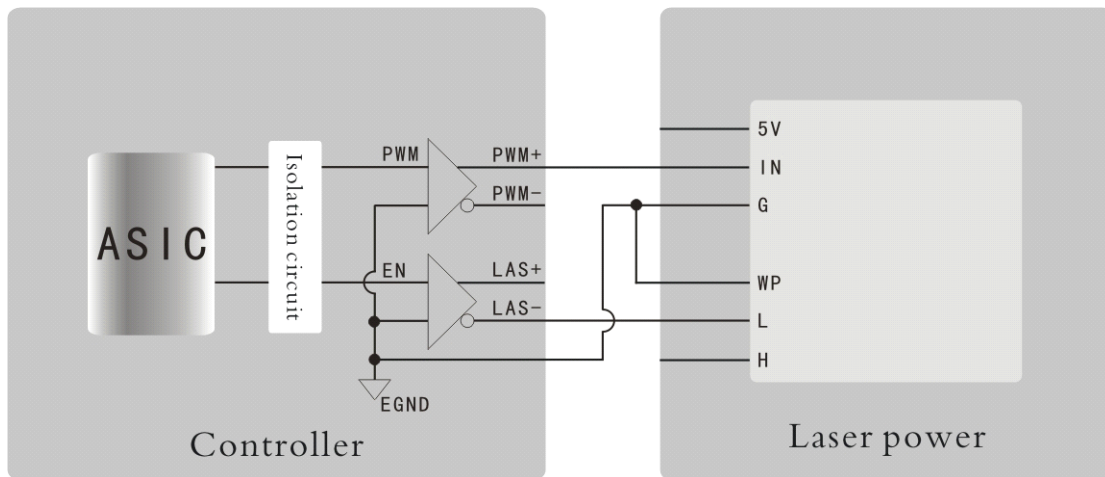 ASIC
Isolation circuit
PWM
PWM+
PWM-
EN
LAS+
LAS-
EGND
Controller
5V
IN
G
WP
L
H
Laser power